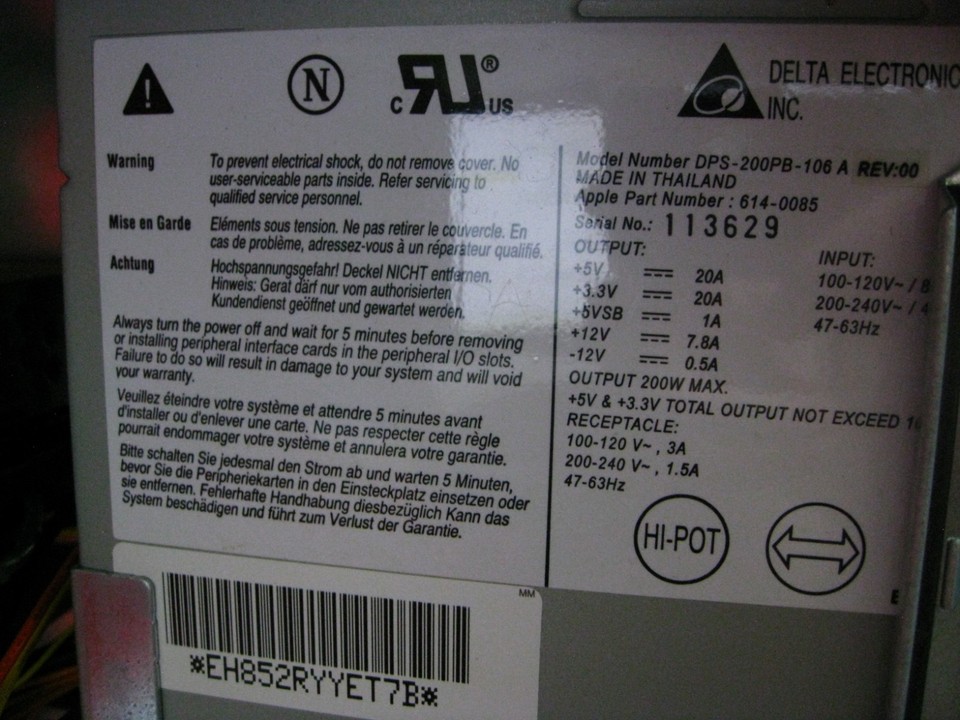 N
c RU® US
DELTA ELECTRONIC
INC.
Warning
To prevent electrical shock, do not remove cover. No
user-serviceable parts inside. Refer servicing to
qualified service personnel.
Mise en Garde
Eléments sous tension. Ne pas retirer le couvercle. En
cas de problème, adressez-vous à un réparateur qualifié.
Achtung
Hochspannungsgefahr! Deckel NICHT entfernen.
Hinweis: Gerat därf nur vom authorisierten
Kundendienst geöffnet und gewartet werden.
Always turn the power off and wait for 5 minutes before removing
or installing peripheral interface cards in the peripheral I/O slots.
Failure to do so will result in damage to your system and will void
your warranty.
Veuillez éteindre votre système et attendre 5 minutes avant
d'installer ou d'enlever une carte. Ne pas respecter cette règle
pourrait endommager votre système et annulera votre garantie.
Bitte schalten Sie jedesmal den Strom ab und warten 5 Minuten,
bevor Sie die Peripheriekarten in den Einsteckplatz einsetzen oder
sie entfernen. Fehlerhafte Handhabung diesbezüglich Kann das
System beschädigen und führt zum Verlust der Garantie.
Model Number DPS-200PB-106 A REV:00
MADE IN THAILAND
Apple Part Number : 614-0085
Serial No.: 113629
OUTPUT:
+5V 20A
+3.3V 20A
+5VSB 1A
+12V 7.8A
-12V 0.5A
INPUT:
100-120V~ / 8
200-240V~ / 4
47-63Hz
OUTPUT 200W MAX.
+5V & +3.3V TOTAL OUTPUT NOT EXCEED
RECEPTACLE:
100-120 V~ , 3A
200-240 V~ , 1.5A
47-63Hz
HI-POT
E
MM
*EH852RYYET7B*